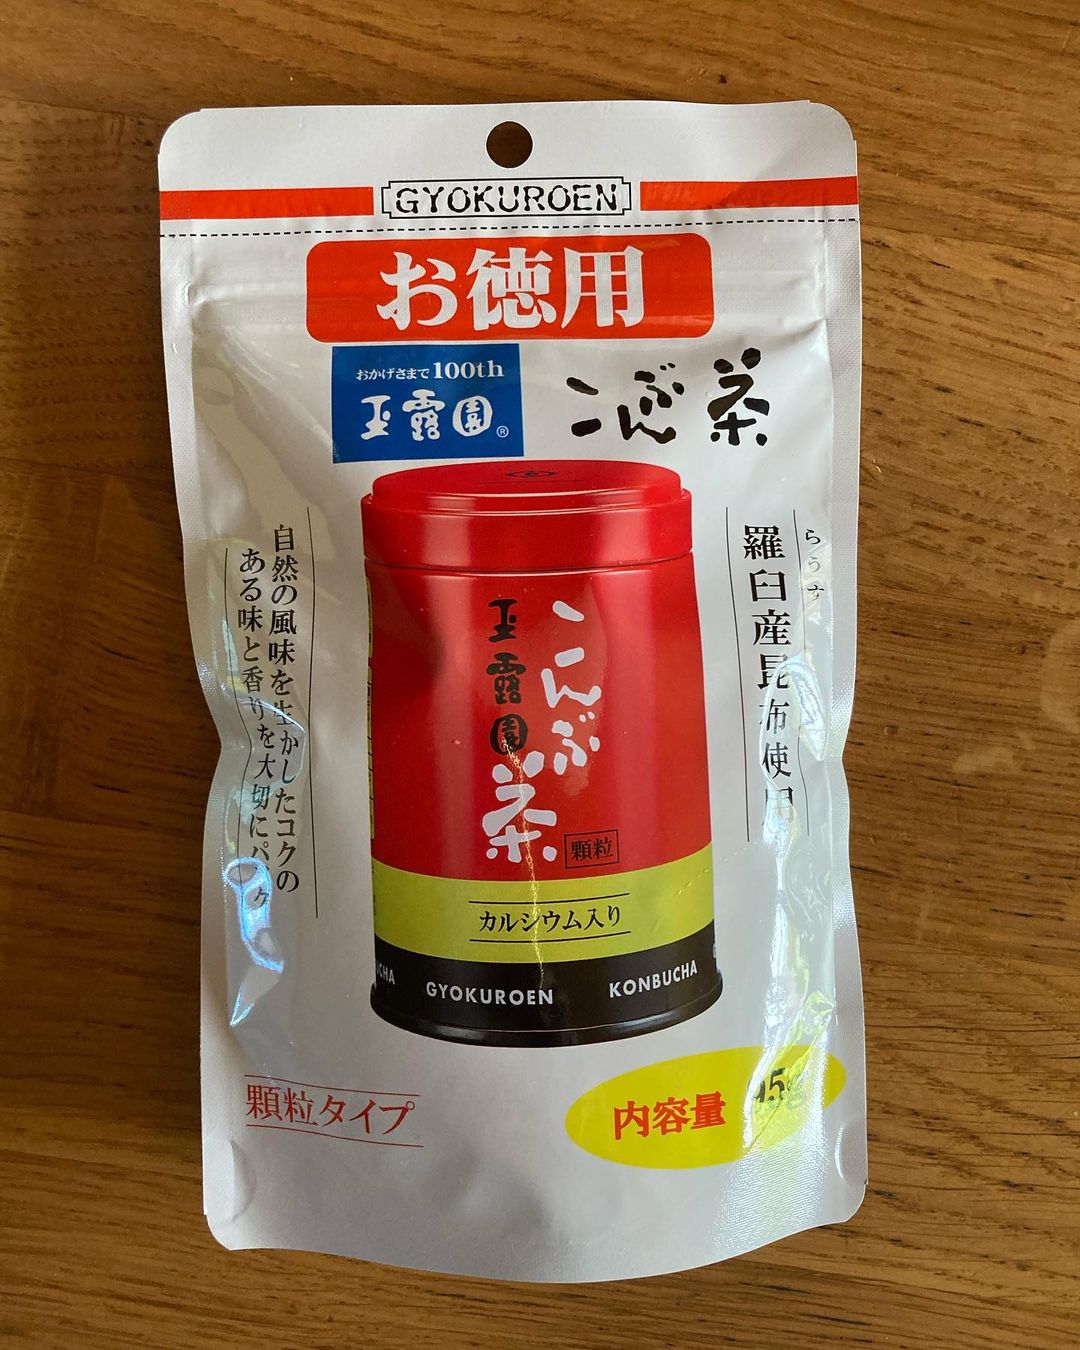 GYOKUROEN
お徳用
おかげさまで100th
玉露園®
こんぶ茶
らうす
羅臼産昆布使用
自然の風味を生かしたコクの
ある味と香りを大切にパック
こんぶ茶
玉露園
顆粒
カルシウム入り
GYOKUROEN
KONBUCHA
顆粒タイプ
内容量